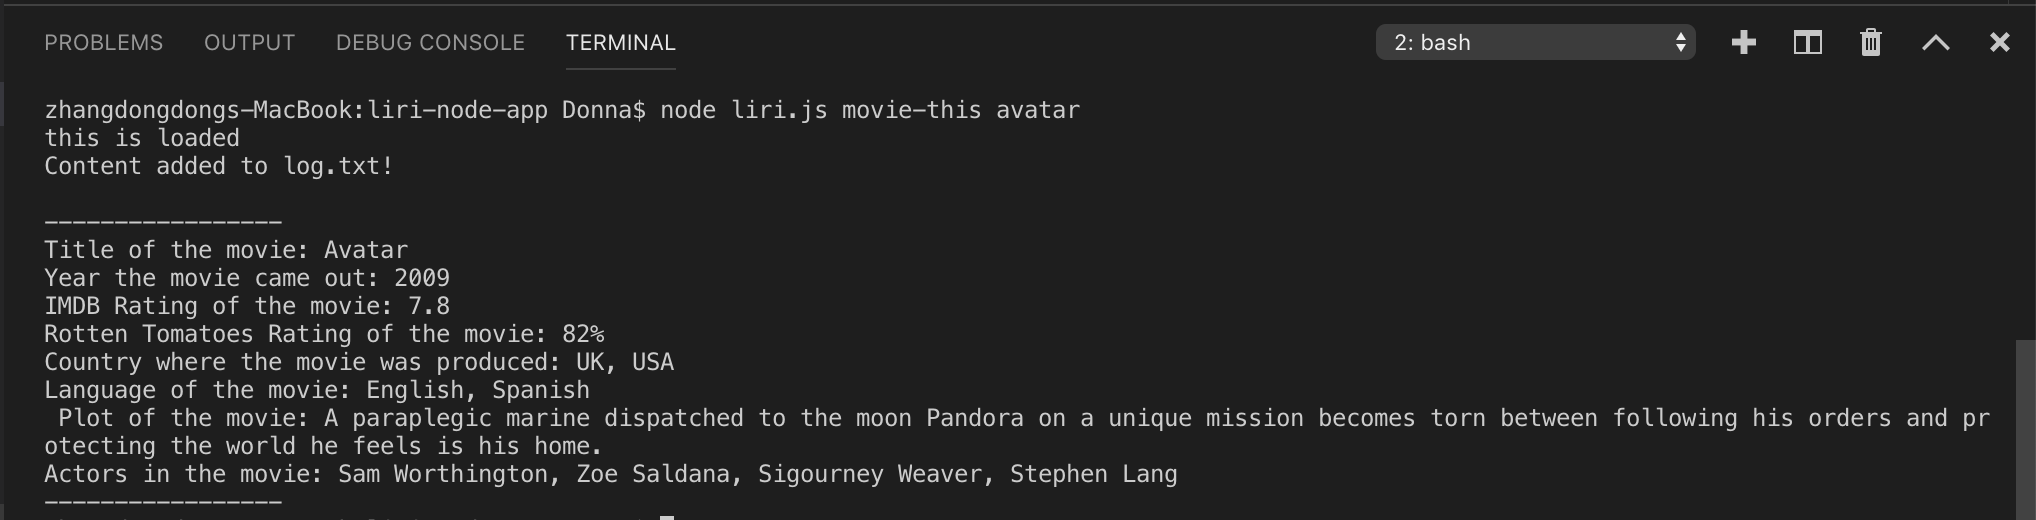 PROBLEMS OUTPUT DEBUG CONSOLE TERMINAL 2: bash
zhangdongdongs-MacBook:liri-node-app Donna$ node liri.js movie-this avatar
this is loaded
Content added to log.txt!
-----------------
Title of the movie: Avatar
Year the movie came out: 2009
IMDB Rating of the movie: 7.8
Rotten Tomatoes Rating of the movie: 82%
Country where the movie was produced: UK, USA
Language of the movie: English, Spanish
Plot of the movie: A paraplegic marine dispatched to the moon Pandora on a unique mission becomes torn between following his orders and pr
otecting the world he feels is his home.
Actors in the movie: Sam Worthington, Zoe Saldana, Sigourney Weaver, Stephen Lang
-----------------